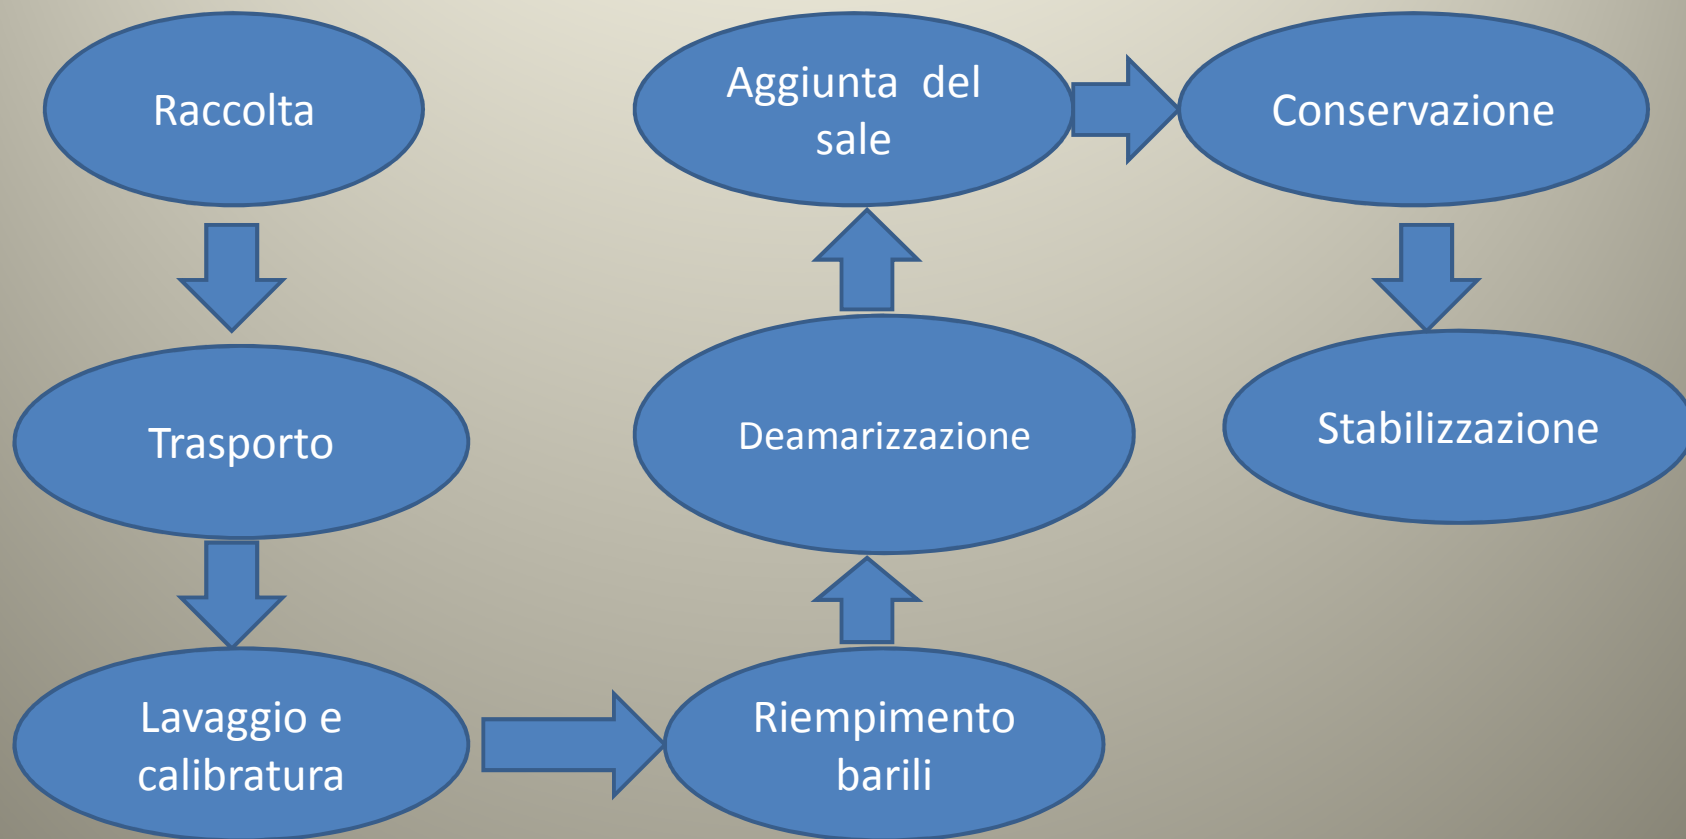 Raccolta
Trasporto
Lavaggio e
calibratura
Riempimento
barili
Deamarizzazione
Aggiunta del
sale
Conservazione
Stabilizzazione